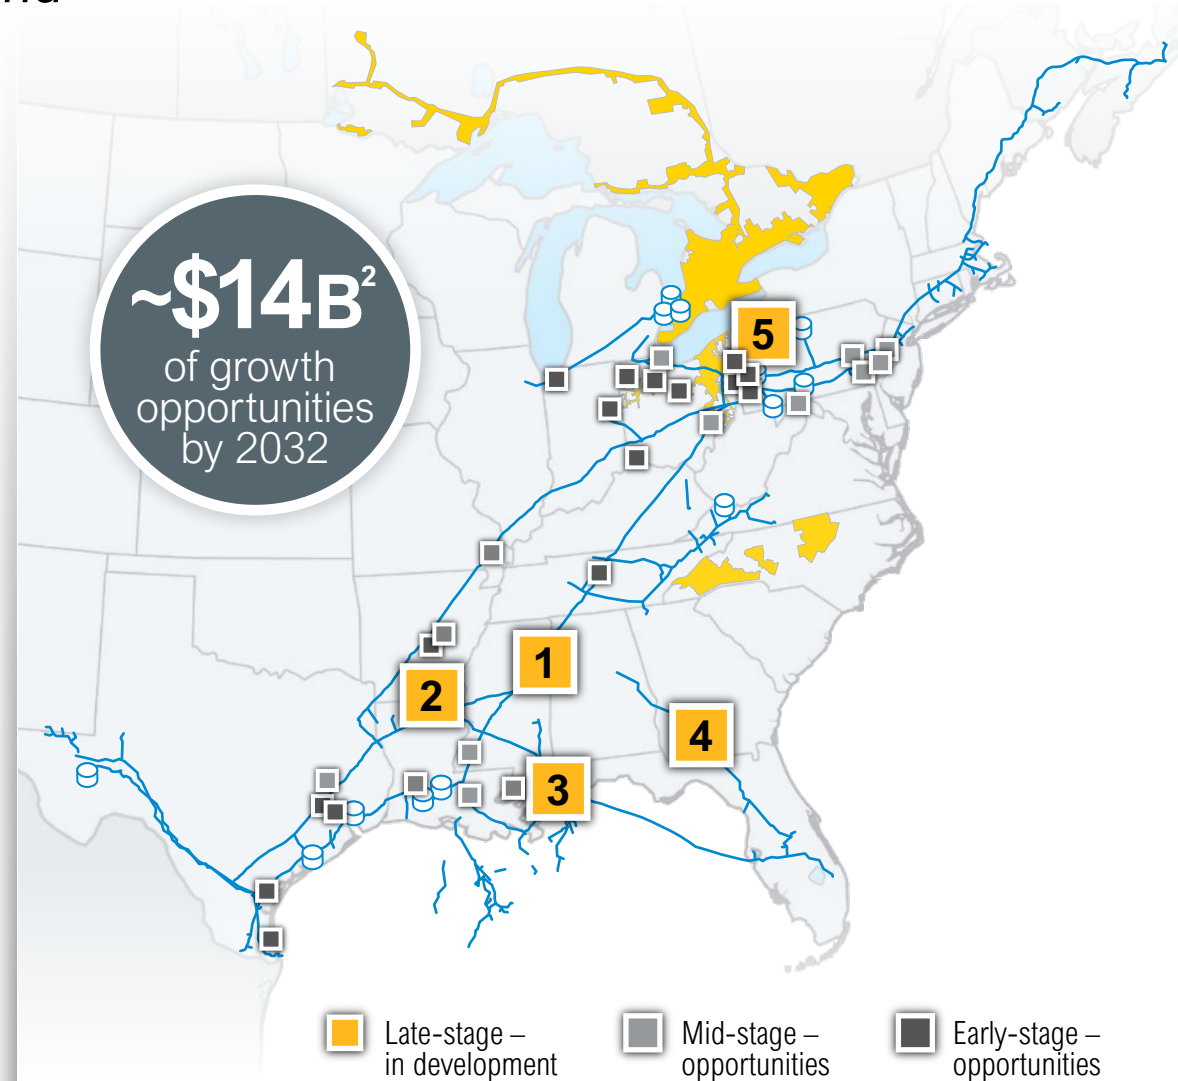 ~$14B²
of growth
opportunities
by 2032
5
1
2
4
3
Late-stage –
in development
Mid-stage –
opportunities
Early-stage –
opportunities